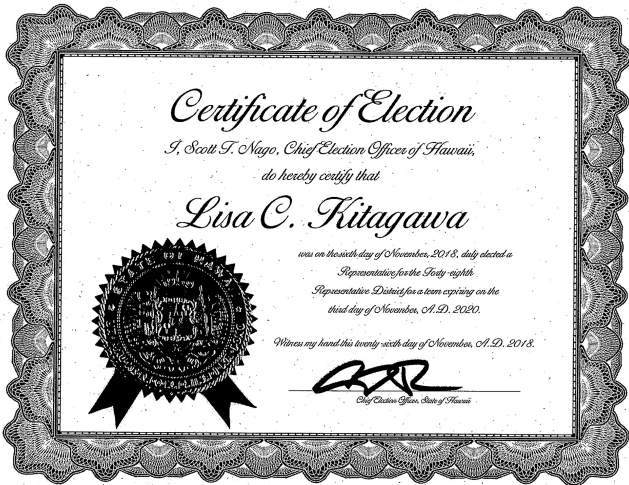 Certificate of Election
I, Scott T. Nago, Chief Election Officer of Hawaii,
do hereby certify that
Lisa C. Kitagawa
was on the sixth day of November, 2018, duly elected a
Representative for the Forty-eighth
Representative District for a term expiring on the
third day of November, A.D. 2020.
Witness my hand this twenty-sixth day of November, A.D. 2018.
Chief Election Officer, State of Hawaii
STATE OF HAWAII